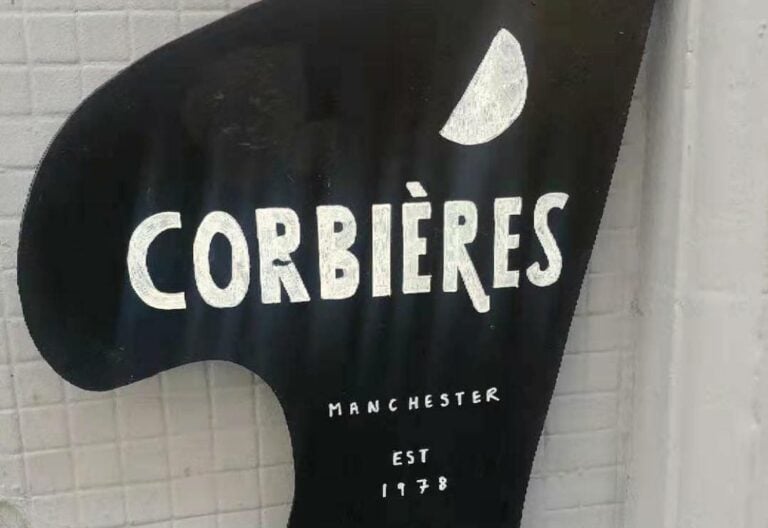 CORBIÈRES
MANCHESTER
EST
1978